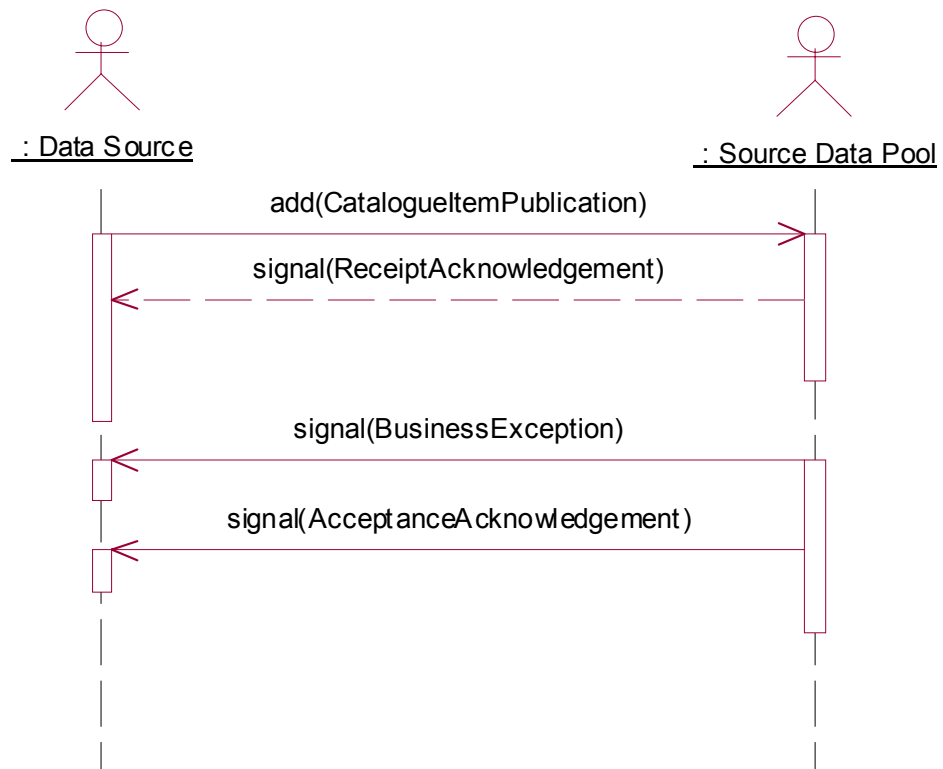 : Data Source
: Source Data Pool
add(CatalogueItemPublication)
signal(ReceiptAcknowledgement)
signal(BusinessException)
signal(AcceptanceAcknowledgement)